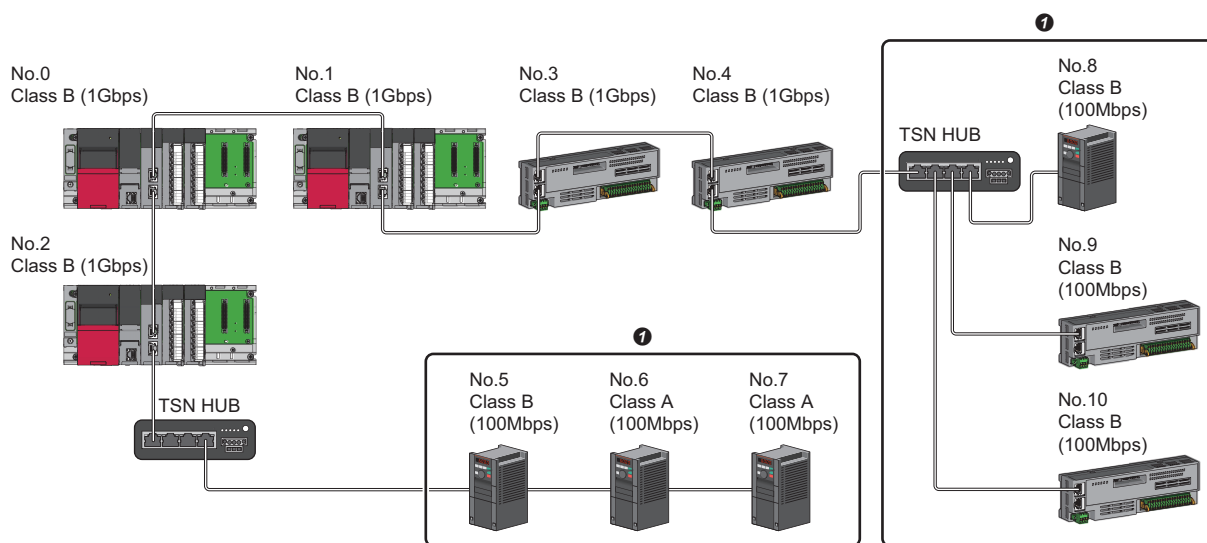 ❶
No.0
Class B (1Gbps)
No.1
Class B (1Gbps)
No.3
Class B (1Gbps)
No.4
Class B (1Gbps)
No.8
Class B
(100Mbps)
TSN HUB
No.2
Class B (1Gbps)
No.9
Class B
(100Mbps)
❶
No.5
Class B
(100Mbps)
No.6
Class A
(100Mbps)
No.7
Class A
(100Mbps)
TSN HUB
No.10
Class B
(100Mbps)